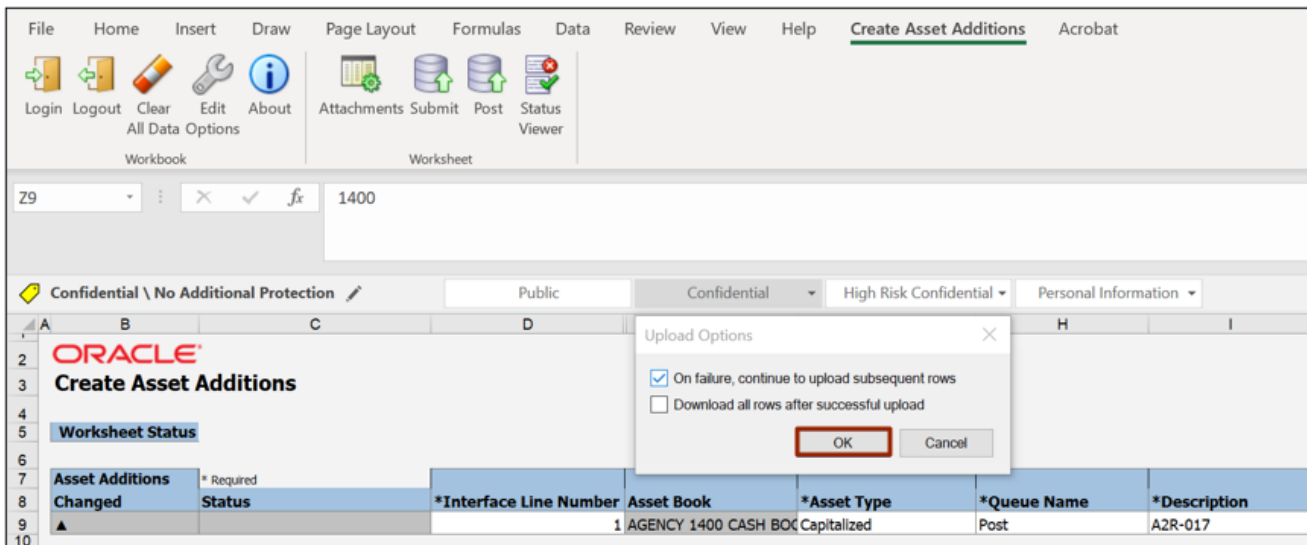 File Home Insert Draw Page Layout Formulas Data Review View Help Create Asset Additions Acrobat
Login Logout Clear All Data Edit Options About Attachments Submit Post Status Viewer
Workbook Worksheet
Z9 fx 1400
Confidential \ No Additional Protection Public Confidential High Risk Confidential Personal Information
A B C D H I
Upload Options
2 ORACLE
3 Create Asset Additions
On failure, continue to upload subsequent rows
4
Download all rows after successful upload
5 Worksheet Status
OK Cancel
6
7 Asset Additions * Required
8 Changed Status *Interface Line Number Asset Book *Asset Type *Queue Name *Description
9 ▲ 1 AGENCY 1400 CASH BOO Capitalized Post A2R-017
10